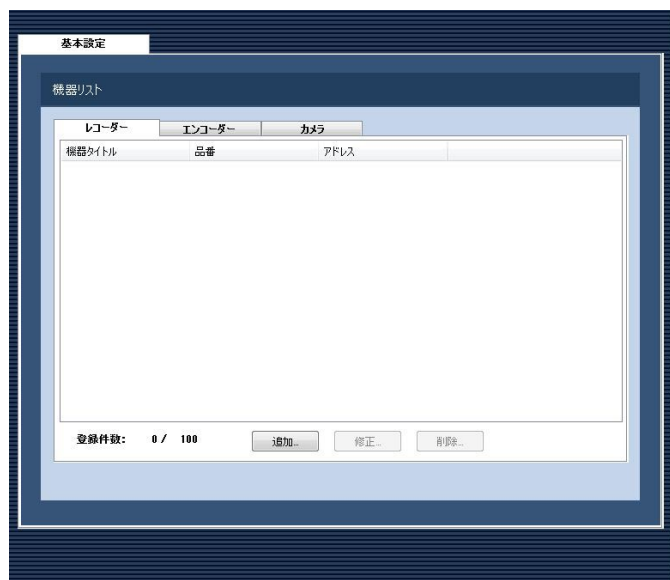 基本設定
機器リスト
レコーダー エンコーダー カメラ
機器タイトル 品番 アドレス
登録件数: 0 / 100 追加... 修正... 削除...